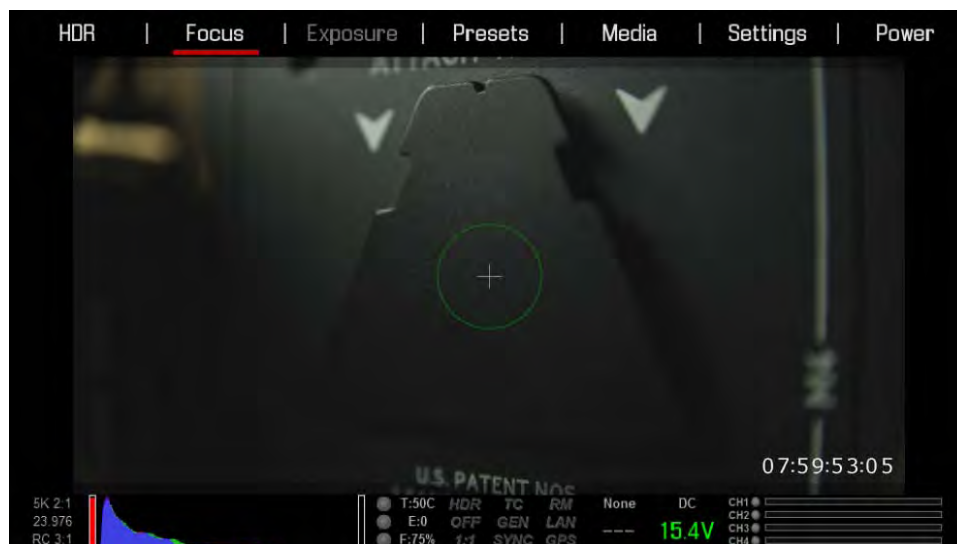 HDR | Focus | Exposure | Presets | Media | Settings | Power
U.S. PATENT NOS
07:59:53:05
5K 2:1
23.976
RC 3:1
T:50C HDR TC RM
E:0 OFF GEN LAN
F:75% 1:1 SYNC GPS
None
---
DC
15.4V
CH1
CH2
CH3
CH4